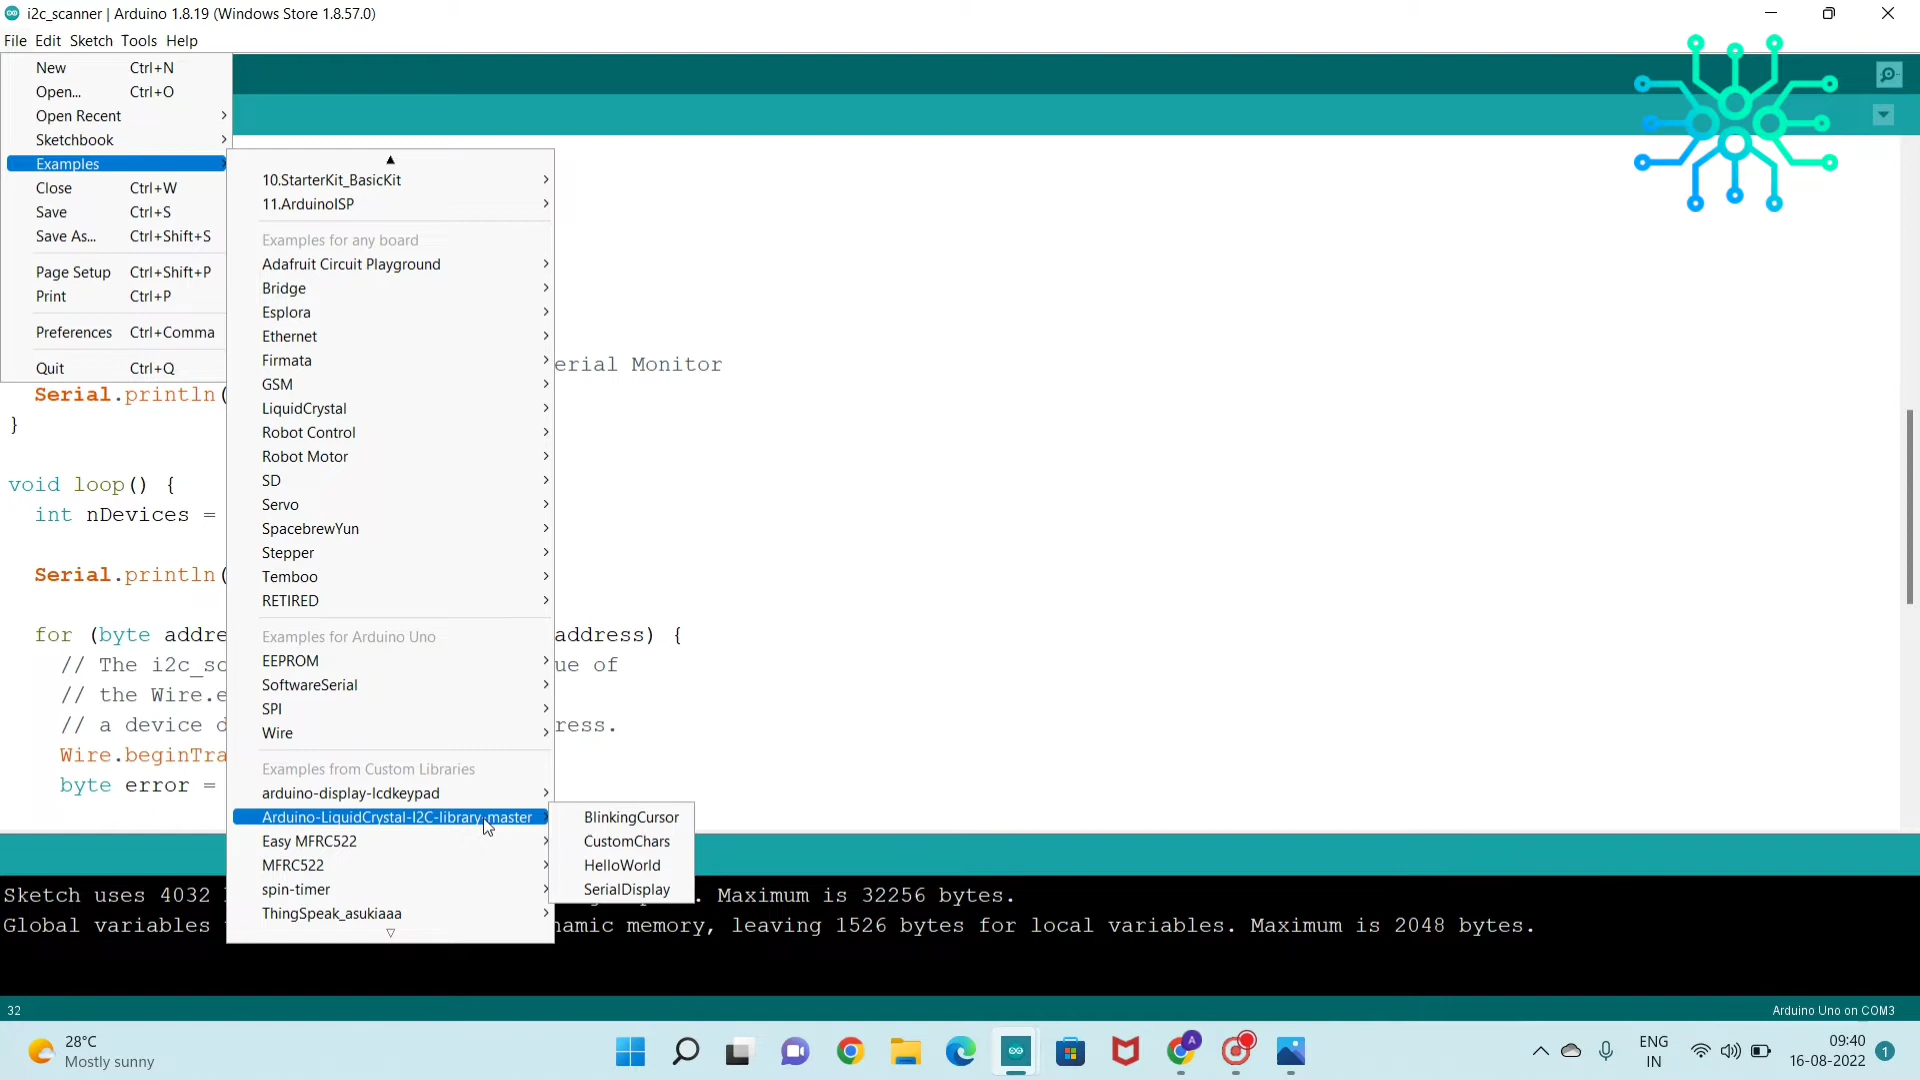 i2c_scanner | Arduino 1.8.19 (Windows Store 1.8.57.0)
File Edit Sketch Tools Help
New Ctrl+N
Open... Ctrl+O
Open Recent
Sketchbook
Examples
Close Ctrl+W
Save Ctrl+S
Save As... Ctrl+Shift+S
Page Setup Ctrl+Shift+P
Print Ctrl+P
Preferences Ctrl+Comma
Quit Ctrl+Q
10.StarterKit_BasicKit
11.ArduinoISP
Examples for any board
Adafruit Circuit Playground
Bridge
Esplora
Ethernet
Firmata
GSM
LiquidCrystal
Robot Control
Robot Motor
SD
Servo
SpacebrewYun
Stepper
Temboo
RETIRED
Examples for Arduino Uno
EEPROM
SoftwareSerial
SPI
Wire
Examples from Custom Libraries
arduino-display-lcdkeypad
Arduino-LiquidCrystal-I2C-library-master
Easy MFRC522
MFRC522
spin-timer
ThingSpeak_asukiaaa
BlinkingCursor
CustomChars
HelloWorld
SerialDisplay
erial Monitor
Serial.println(
}
void loop() {
int nDevices =
Serial.println(
for (byte addre address) {
// The i2c_sc ue of
// the Wire.e
// a device d ress.
Wire.beginTra
byte error =
Sketch uses 4032 . Maximum is 32256 bytes.
Global variables namic memory, leaving 1526 bytes for local variables. Maximum is 2048 bytes.
32 Arduino Uno on COM3
28°C
Mostly sunny
A
ENG
IN
09:40
16-08-2022
1